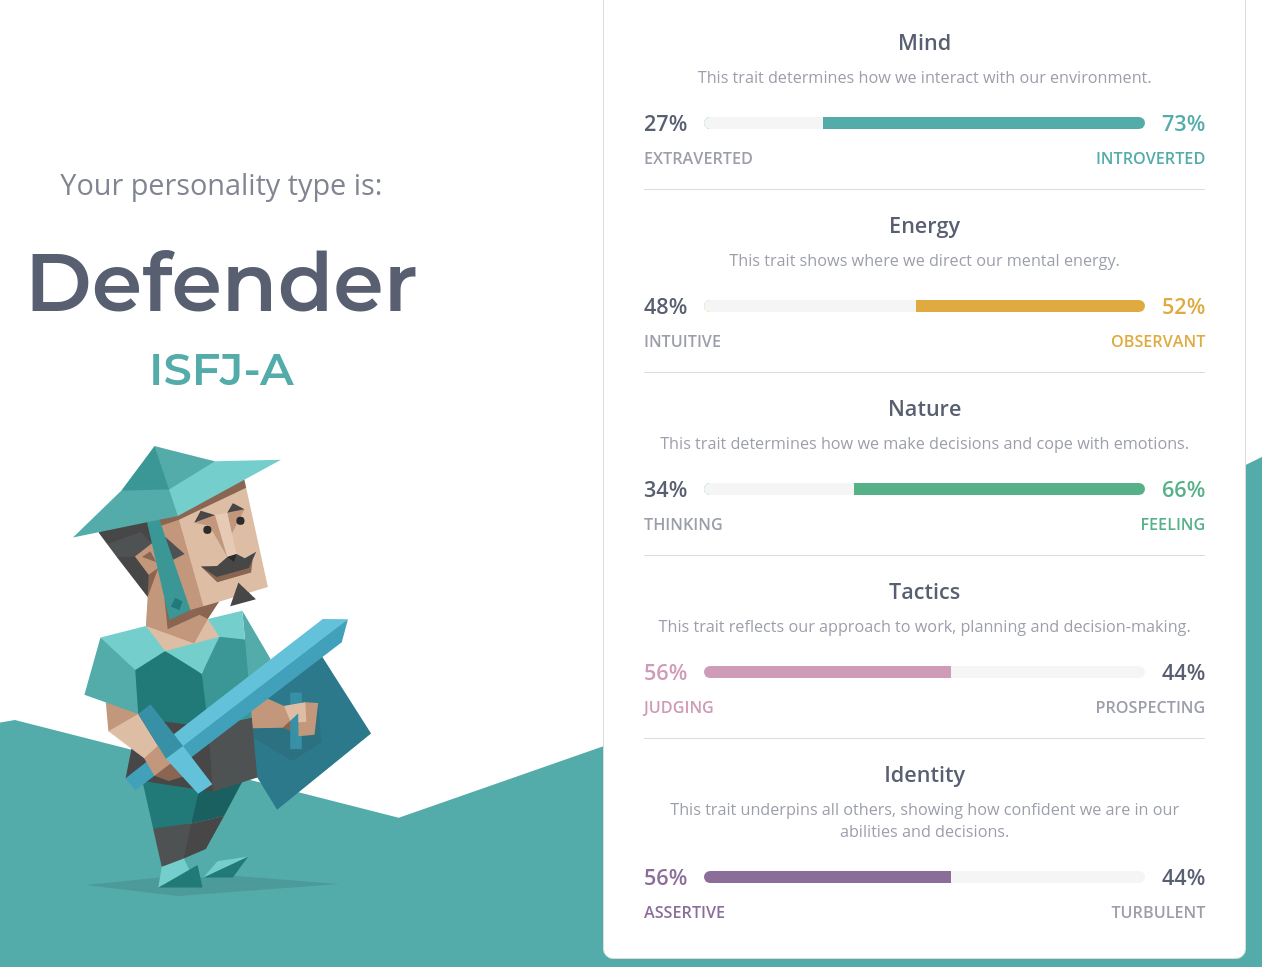 Your personality type is:
Defender
ISFJ-A
Mind
This trait determines how we interact with our environment.
27% 73%
EXTRAVERTED INTROVERTED
Energy
This trait shows where we direct our mental energy.
48% 52%
INTUITIVE OBSERVANT
Nature
This trait determines how we make decisions and cope with emotions.
34% 66%
THINKING FEELING
Tactics
This trait reflects our approach to work, planning and decision-making.
56% 44%
JUDGING PROSPECTING
Identity
This trait underpins all others, showing how confident we are in our
abilities and decisions.
56% 44%
ASSERTIVE TURBULENT